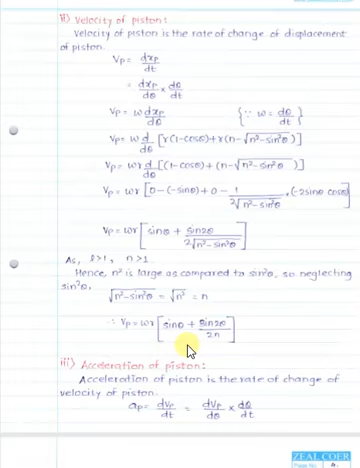 ii) Velocity of piston:
Velocity of piston is the rate of change of displacement
of piston.
Vp = dxp/dt
= dxp/dθ × dθ/dt
Vp = ω dxp/dθ {∵ ω = dθ/dt}
Vp = ω d/dθ [r(1-cosθ)+r(n-√n²-sin²θ)]
Vp = ωr d/dθ [(1-cosθ)+(n-√n²-sin²θ)]
Vp = ωr [0-(-sinθ)+0-1/2√n²-sin²θ × (-2sinθ cosθ)]
Vp = ωr [sinθ + sin2θ/2√n²-sin²θ]
As, l>1, n>1
Hence, n² is large as compared to sin²θ, so neglecting
sin²θ,
√n²-sin²θ = √n² = n
∴ Vp = ωr [sinθ + sin2θ/2n]
iii) Acceleration of piston:
Acceleration of piston is the rate of change of
velocity of piston.
ap = dVp/dt = dVp/dθ × dθ/dt
ZEAL COER
Page